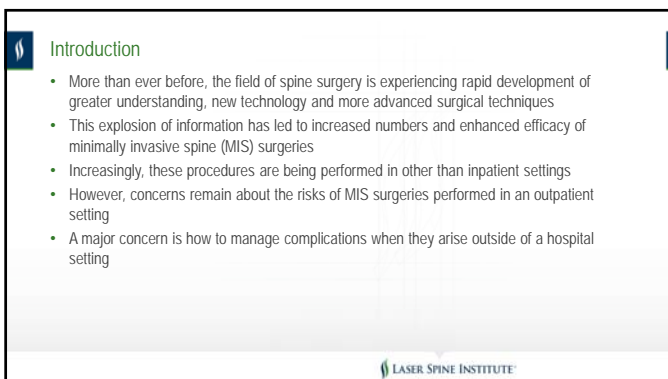 Introduction
• More than ever before, the field of spine surgery is experiencing rapid development of
greater understanding, new technology and more advanced surgical techniques
• This explosion of information has led to increased numbers and enhanced efficacy of
minimally invasive spine (MIS) surgeries
• Increasingly, these procedures are being performed in other than inpatient settings
• However, concerns remain about the risks of MIS surgeries performed in an outpatient
setting
• A major concern is how to manage complications when they arise outside of a hospital
setting
LASER SPINE INSTITUTE